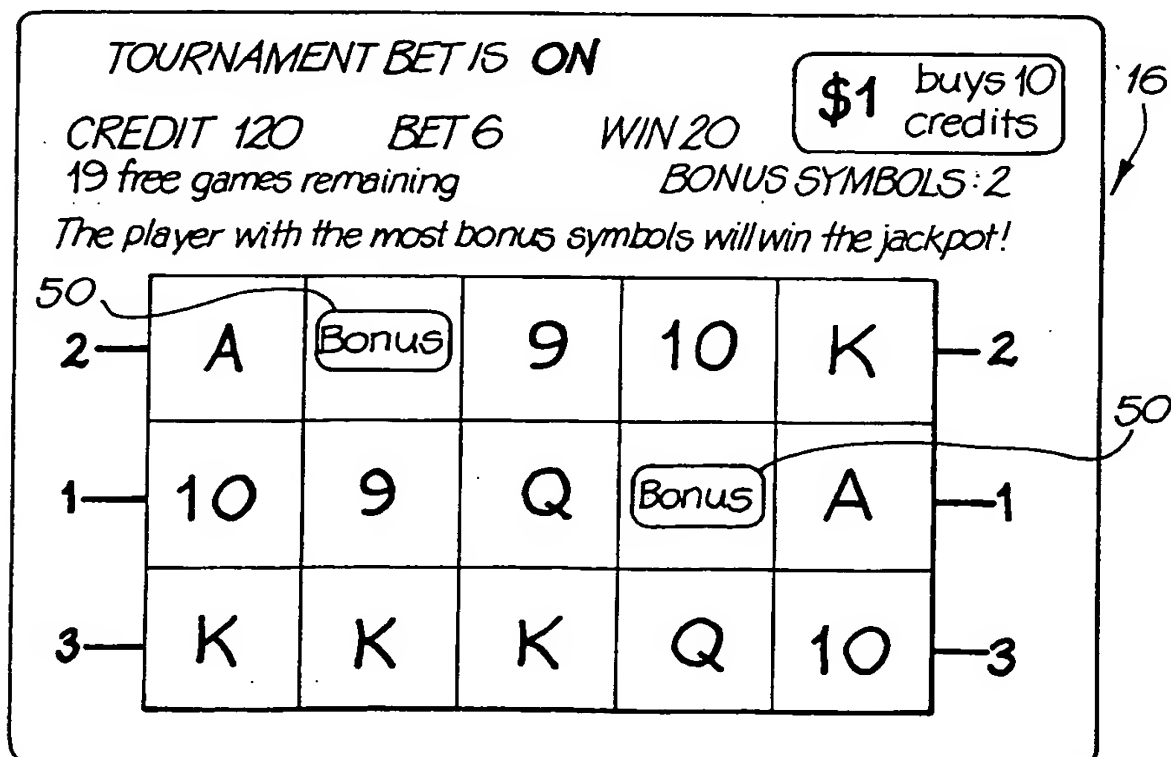 TOURNAMENT BET IS ON
$1 buys 10 credits
16
CREDIT 120 BET 6 WIN 20
19 free games remaining BONUS SYMBOLS: 2
The player with the most bonus symbols will win the jackpot!
50
2 A Bonus 9 10 K 2
50
1 10 9 Q Bonus A 1
3 K K K Q 10 3